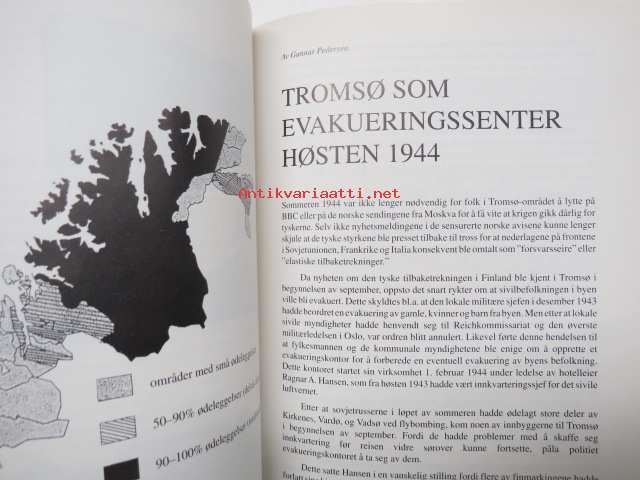 Av Gunnar Pedersen
TROMSØ SOM
EVAKUERINGSSENTER
HØSTEN 1944
Antikvariaatti.net
Sommeren 1944 var ikke lenger nødvendig for folk i Tromsø-området å lytte på
BBC eller på de norske sendingene fra Moskva for å få vite at krigen gikk dårlig for
tyskerne. Selv ikke nyhetsmeldingene i de sensurerte norske avisene kunne lenger
skjule at de tyske styrkene ble presset tilbake til tross for at nederlagene på frontene
i Sovjetunionen, Frankrike og Italia konsekvent ble omtalt som "forsvarsseire" eller
"elastiske tilbaketrekninger."
Da nyheten om den tyske tilbaketrekningen i Finland ble kjent i Tromsø i
begynnelsen av september, oppsto det snart rykter om at sivilbefolkningen i byen
ville bli evakuert. Dette skyldtes bl.a. at den lokale militære sjefen i desember 1943
hadde beordret en evakuering av gamle, kvinner og barn fra byen. Men etter at lokale
sivile myndigheter hadde henvendt seg til Reichkommissariat og den øverste
militærledelsen i Oslo, var ordren blitt annulert. Likevel førte denne hendelsen til
at fylkesmannen og de kommunale myndighetene ble enige om å opprette et
evakueringskontor for å forberede en eventuell evakuering av byens befolkning.
Dette kontoret startet sin virksomhet 1. februar 1944 under ledelse av hotelleier
Ragnar A. Hansen, som fra høsten 1943 hadde vært innkvarteringssjef for det sivile
luftvernet.
Etter at sovjetrusserne i løpet av sommeren hadde ødelagt store deler av
Kirkenes, Vardø, og Vadsø ved flybombing, kom noen av innbyggerne til Tromsø
i begynnelsen av september. Fordi de hadde problemer med å skaffe seg
innkvartering før reisen videre sørover kunne fortsette, påla politiet
evakueringskontoret å ta seg av dem.
Dette satte Hansen i en vanskelig stilling fordi flere av finmarkingene hadde
områder med små ødeleggelser
50–90% ødeleggelser
90–100% ødeleggelser